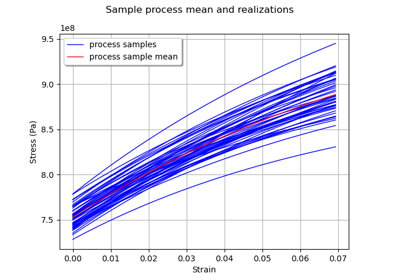 Sample process mean and realizations
1e8
9.5
9.0
8.5
8.0
7.5
process samples
process sample mean
Stress (Pa)
0.00 0.01 0.02 0.03 0.04 0.05 0.06 0.07
Strain